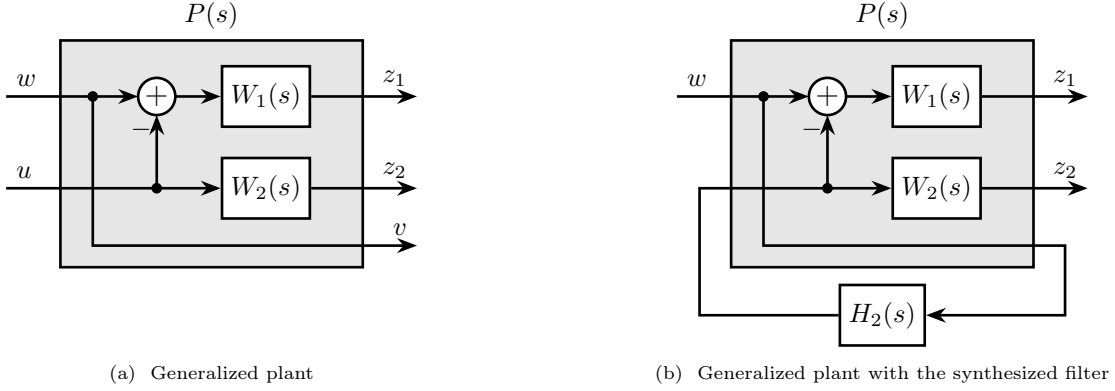 P(s)
w
+
−
W₁(s)
z₁
u
W₂(s)
z₂
v
(a) Generalized plant
P(s)
w
+
−
W₁(s)
z₁
W₂(s)
z₂
H₂(s)
(b) Generalized plant with the synthesized filter